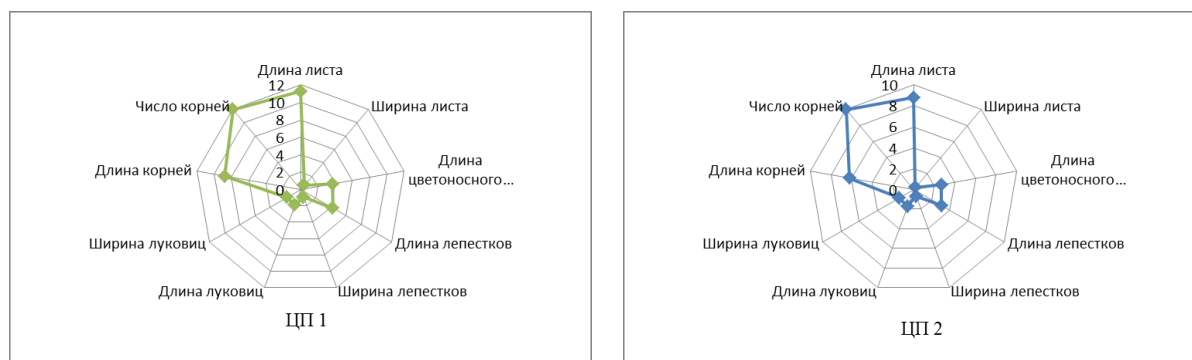 Длина листа
12
10
8
6
4
2
0
Ширина листа
Длина
цветоносного...
Длина лепестков
Ширина лепестков
Длина луковиц
Ширина луковиц
Длина корней
Число корней
ЦП 1
Длина листа
10
8
6
4
2
0
Ширина листа
Длина
цветоносного...
Длина лепестков
Ширина лепестков
Длина луковиц
Ширина луковиц
Длина корней
Число корней
ЦП 2